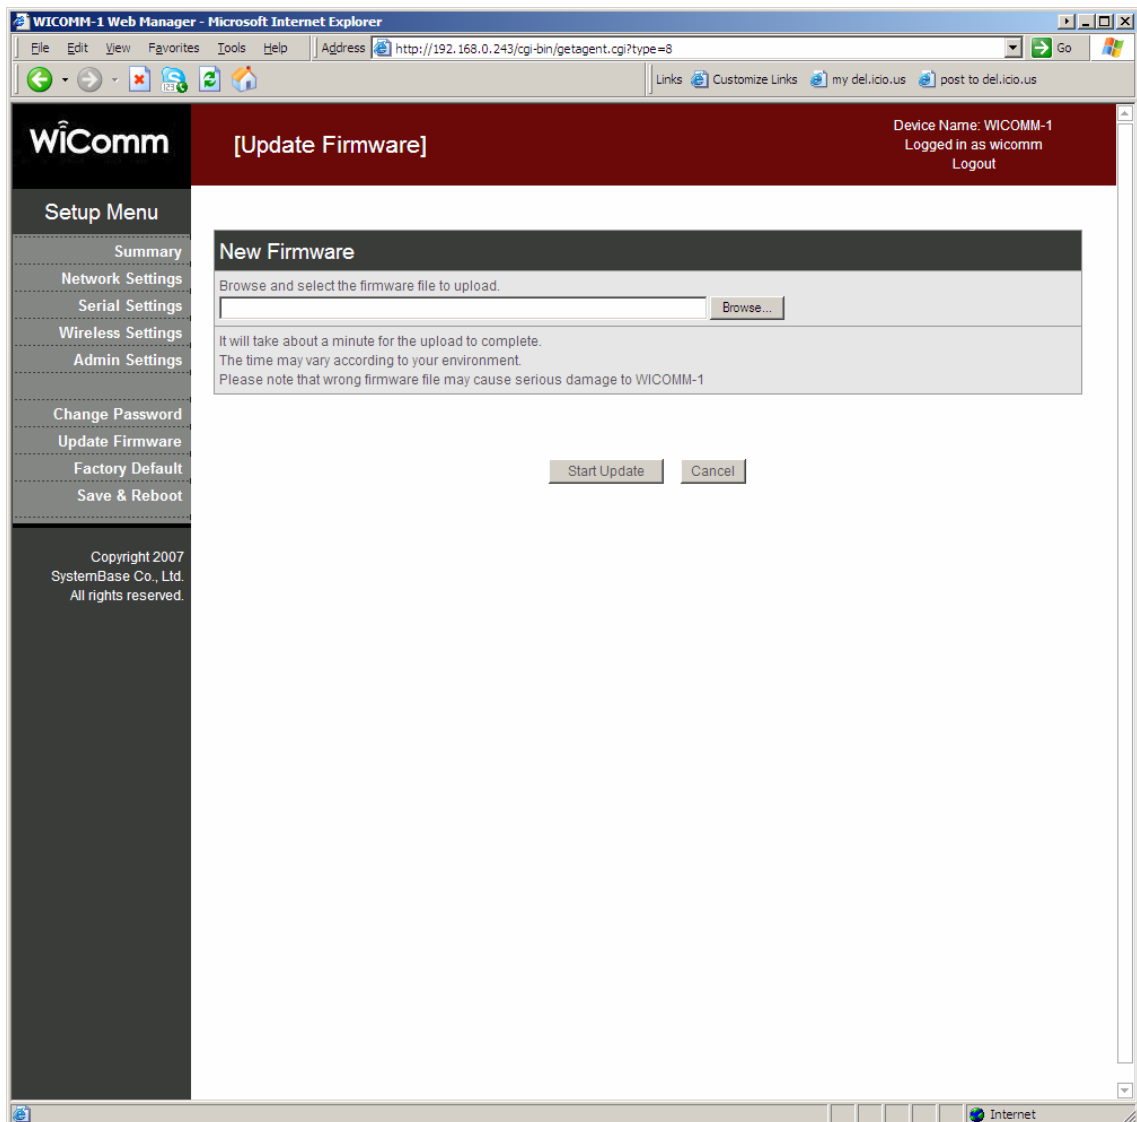 WICOMM-1 Web Manager - Microsoft Internet Explorer
File Edit View Favorites Tools Help Address http://192.168.0.243/cgi-bin/getagent.cgi?type=8 Go
Links Customize Links my del.icio.us post to del.icio.us
WiComm
[Update Firmware]
Device Name: WICOMM-1
Logged in as wicomm
Logout
Setup Menu
Summary
Network Settings
Serial Settings
Wireless Settings
Admin Settings
Change Password
Update Firmware
Factory Default
Save & Reboot
Copyright 2007
SystemBase Co., Ltd.
All rights reserved.
New Firmware
Browse and select the firmware file to upload.
Browse...
It will take about a minute for the upload to complete.
The time may vary according to your environment.
Please note that wrong firmware file may cause serious damage to WICOMM-1
Start Update Cancel
Internet